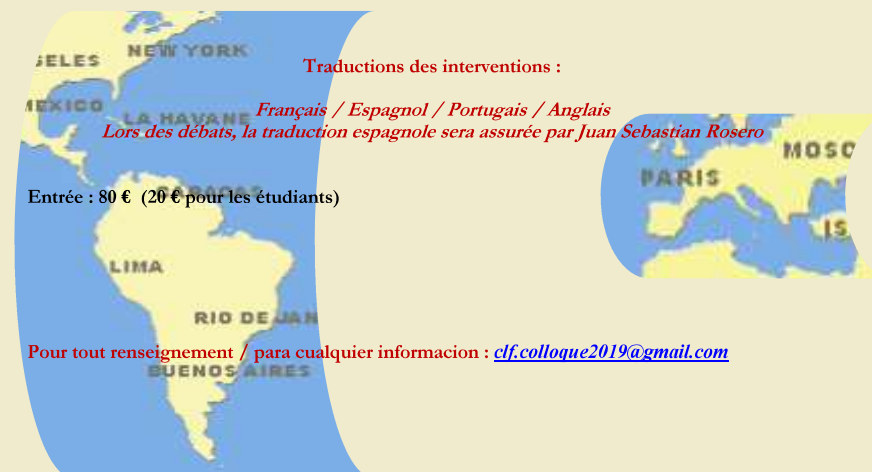 NEW YORK
MEXICO
LA HAVANE
Traductions des interventions :
Français / Espagnol / Portugais / Anglais
Lors des débats, la traduction espagnole sera assurée par Juan Sebastian Rosero
MOSC
PARIS
CARACAS
Entrée : 80 € (20 € pour les étudiants)
IS
LIMA
RIO DE JAN
Pour tout renseignement / para cualquier informacion : clf.colloque2019@gmail.com
BUENOS AIRES